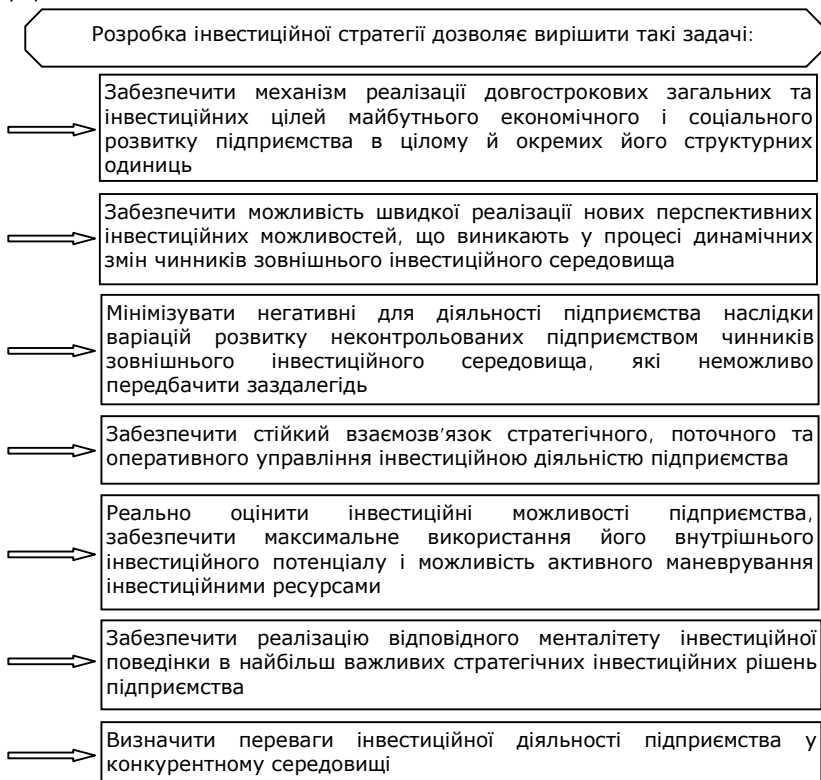 Розробка інвестиційної стратегії дозволяє вирішити такі задачі:
Забезпечити механізм реалізації довгострокових загальних та
інвестиційних цілей майбутнього економічного і соціального
розвитку підприємства в цілому й окремих його структурних
одиниць
Забезпечити можливість швидкої реалізації нових перспективних
інвестиційних можливостей, що виникають у процесі динамічних
змін чинників зовнішнього інвестиційного середовища
Мінімізувати негативні для діяльності підприємства наслідки
варіацій розвитку неконтрольованих підприємством чинників
зовнішнього інвестиційного середовища, які неможливо
передбачити заздалегідь
Забезпечити стійкий взаємозв'язок стратегічного, поточного та
оперативного управління інвестиційною діяльністю підприємства
Реально оцінити інвестиційні можливості підприємства,
забезпечити максимальне використання його внутрішнього
інвестиційного потенціалу і можливість активного маневрування
інвестиційними ресурсами
Забезпечити реалізацію відповідного менталітету інвестиційної
поведінки в найбільш важливих стратегічних інвестиційних рішень
підприємства
Визначити переваги інвестиційної діяльності підприємства у
конкурентному середовищі